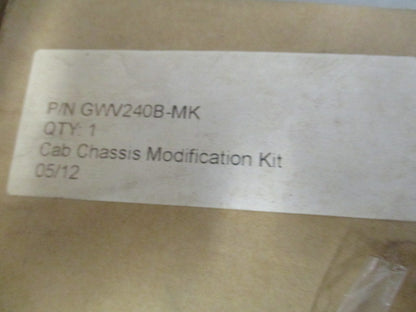 P/N GWV240B-MK
QTY: 1
Cab Chassis Modification Kit
05/12